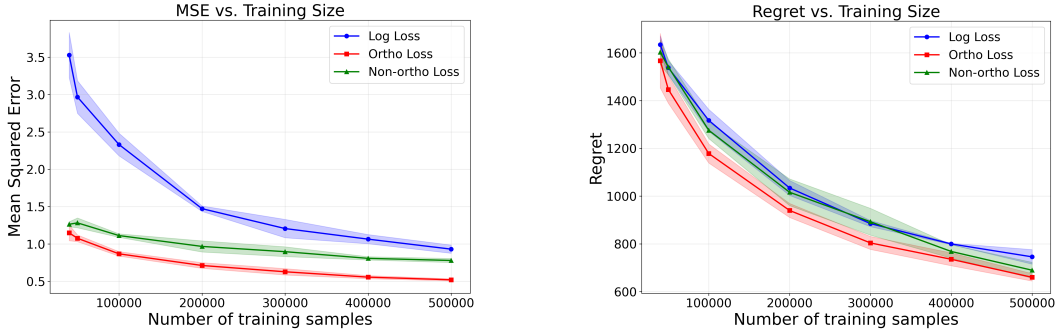 MSE vs. Training Size
Mean Squared Error
3.5
3.0
2.5
2.0
1.5
1.0
0.5
Log Loss
Ortho Loss
Non-ortho Loss
100000 200000 300000 400000 500000
Number of training samples
Regret vs. Training Size
Regret
1600
1400
1200
1000
800
600
Log Loss
Ortho Loss
Non-ortho Loss
100000 200000 300000 400000 500000
Number of training samples